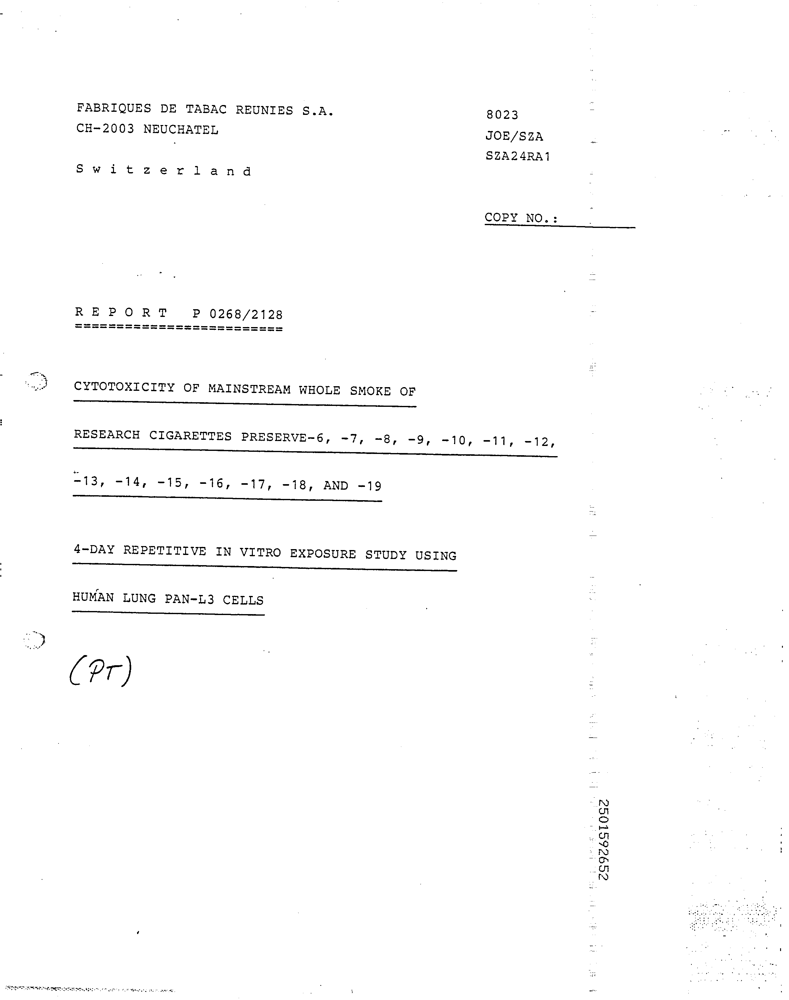 FABRIQUES DE TABAC REUNIES S.A.
CH-2003 NEUCHATEL
S w i t z e r l a n d
8023
JOE/SZA
SZA24RA1
COPY NO.:
R E P O R T P 0268/2128
=========================
CYTOTOXICITY OF MAINSTREAM WHOLE SMOKE OF
RESEARCH CIGARETTES PRESERVE-6, -7, -8, -9, -10, -11, -12,
-13, -14, -15, -16, -17, -18, AND -19
4-DAY REPETITIVE IN VITRO EXPOSURE STUDY USING
HUMAN LUNG PAN-L3 CELLS
(PT)
2501592652